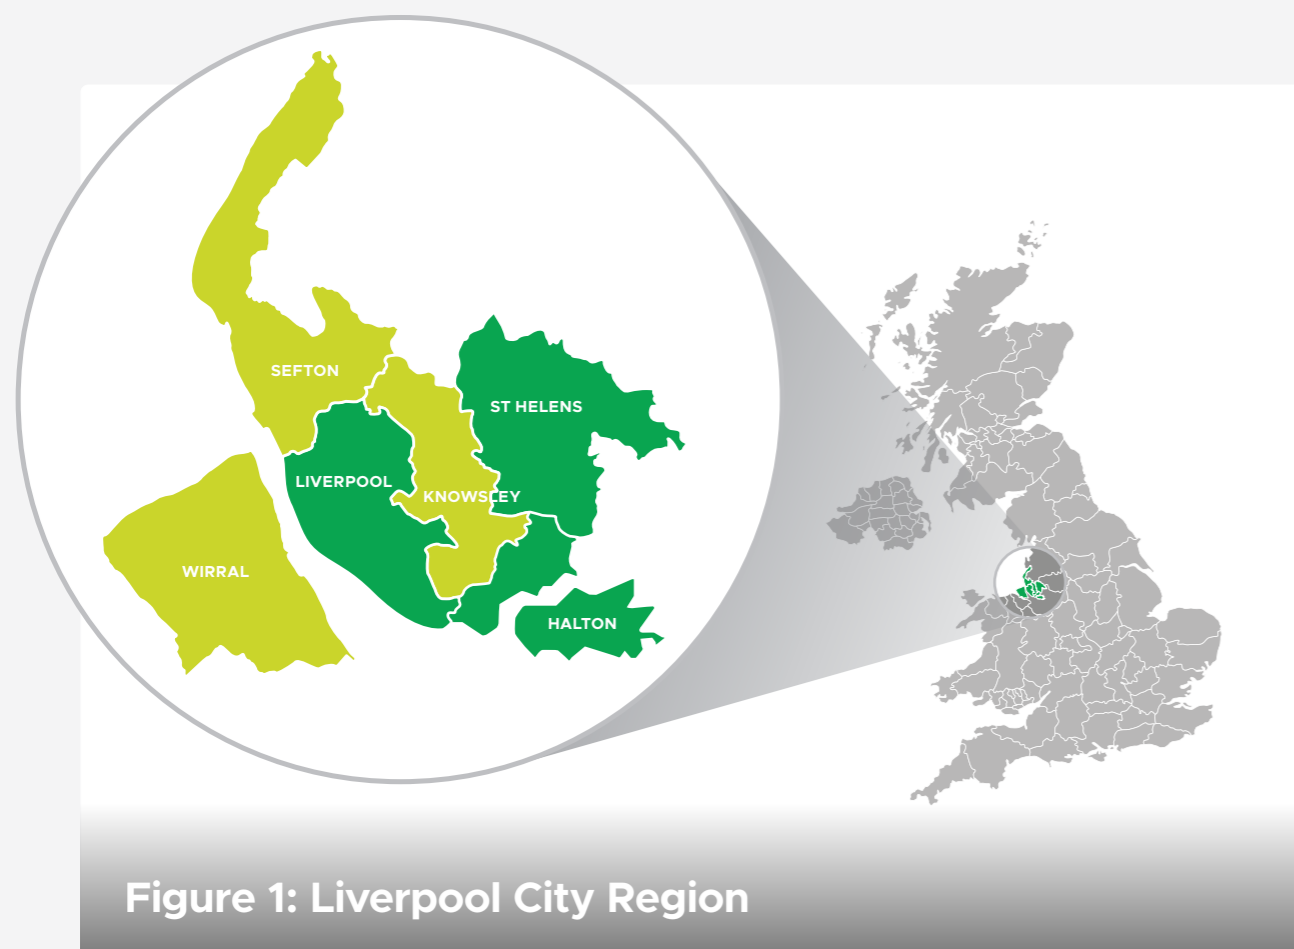 SEFTON
ST HELENS
LIVERPOOL
KNOWSLEY
WIRRAL
HALTON
Figure 1: Liverpool City Region